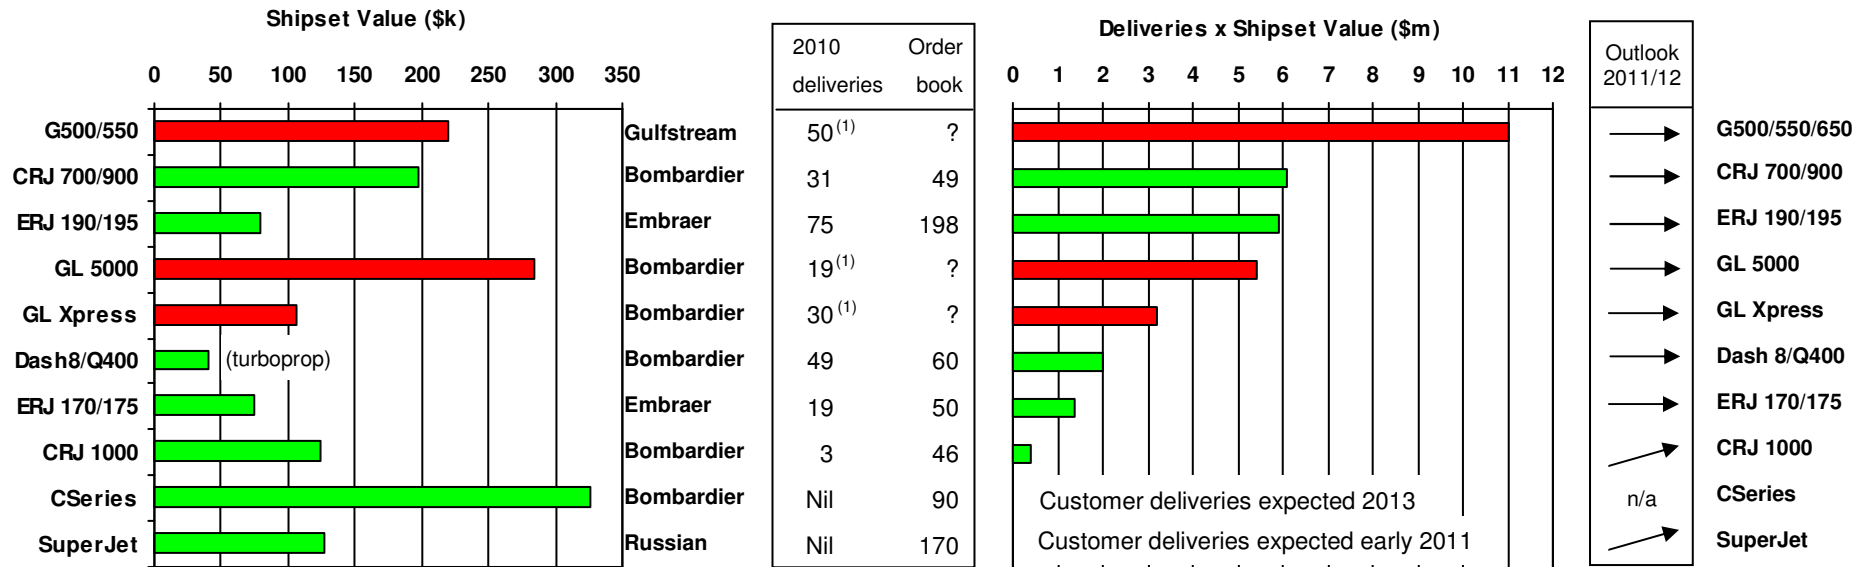 Shipset Value ($k)
0 50 100 150 200 250 300 350
2010 Order
deliveries book
Deliveries x Shipset Value ($m)
0 1 2 3 4 5 6 7 8 9 10 11 12
Outlook
2011/12
G500/550 Gulfstream 50(1) ? G500/550/650
CRJ 700/900 Bombardier 31 49 CRJ 700/900
ERJ 190/195 Embraer 75 198 ERJ 190/195
GL 5000 Bombardier 19(1) ? GL 5000
GL Xpress Bombardier 30(1) ? GL Xpress
Dash8/Q400 (turboprop) Bombardier 49 60 Dash 8/Q400
ERJ 170/175 Embraer 19 50 ERJ 170/175
CRJ 1000 Bombardier 3 46 CRJ 1000
CSeries Bombardier Nil 90 Customer deliveries expected 2013 n/a CSeries
SuperJet Russian Nil 170 Customer deliveries expected early 2011 SuperJet